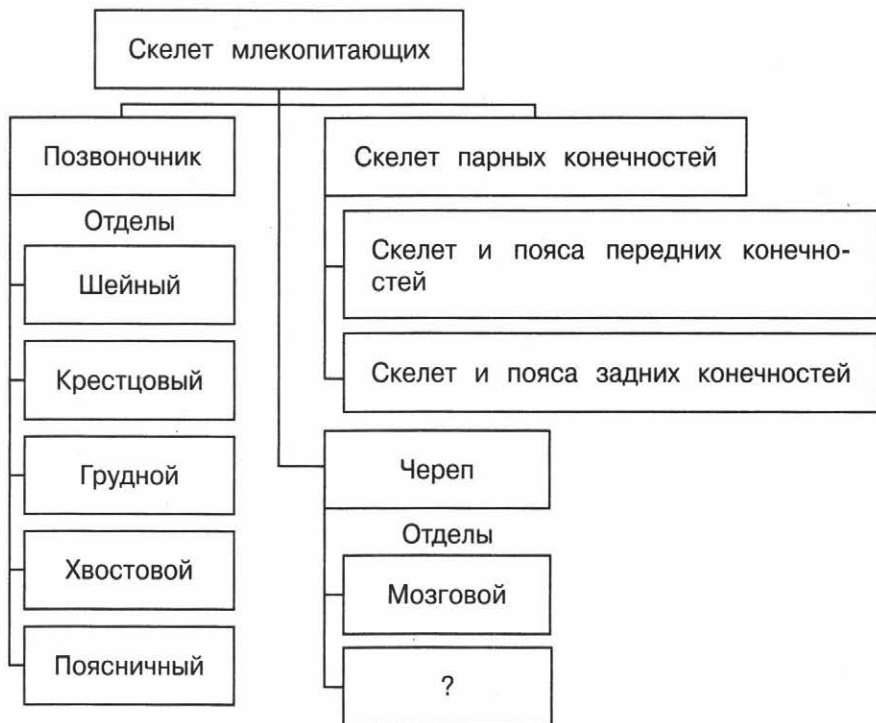 Скелет млекопитающих
Позвоночник
Отделы
Шейный
Крестцовый
Грудной
Хвостовой
Поясничный
Скелет парных конечностей
Скелет и пояса передних конечно-
стей
Скелет и пояса задних конечностей
Череп
Отделы
Мозговой
?